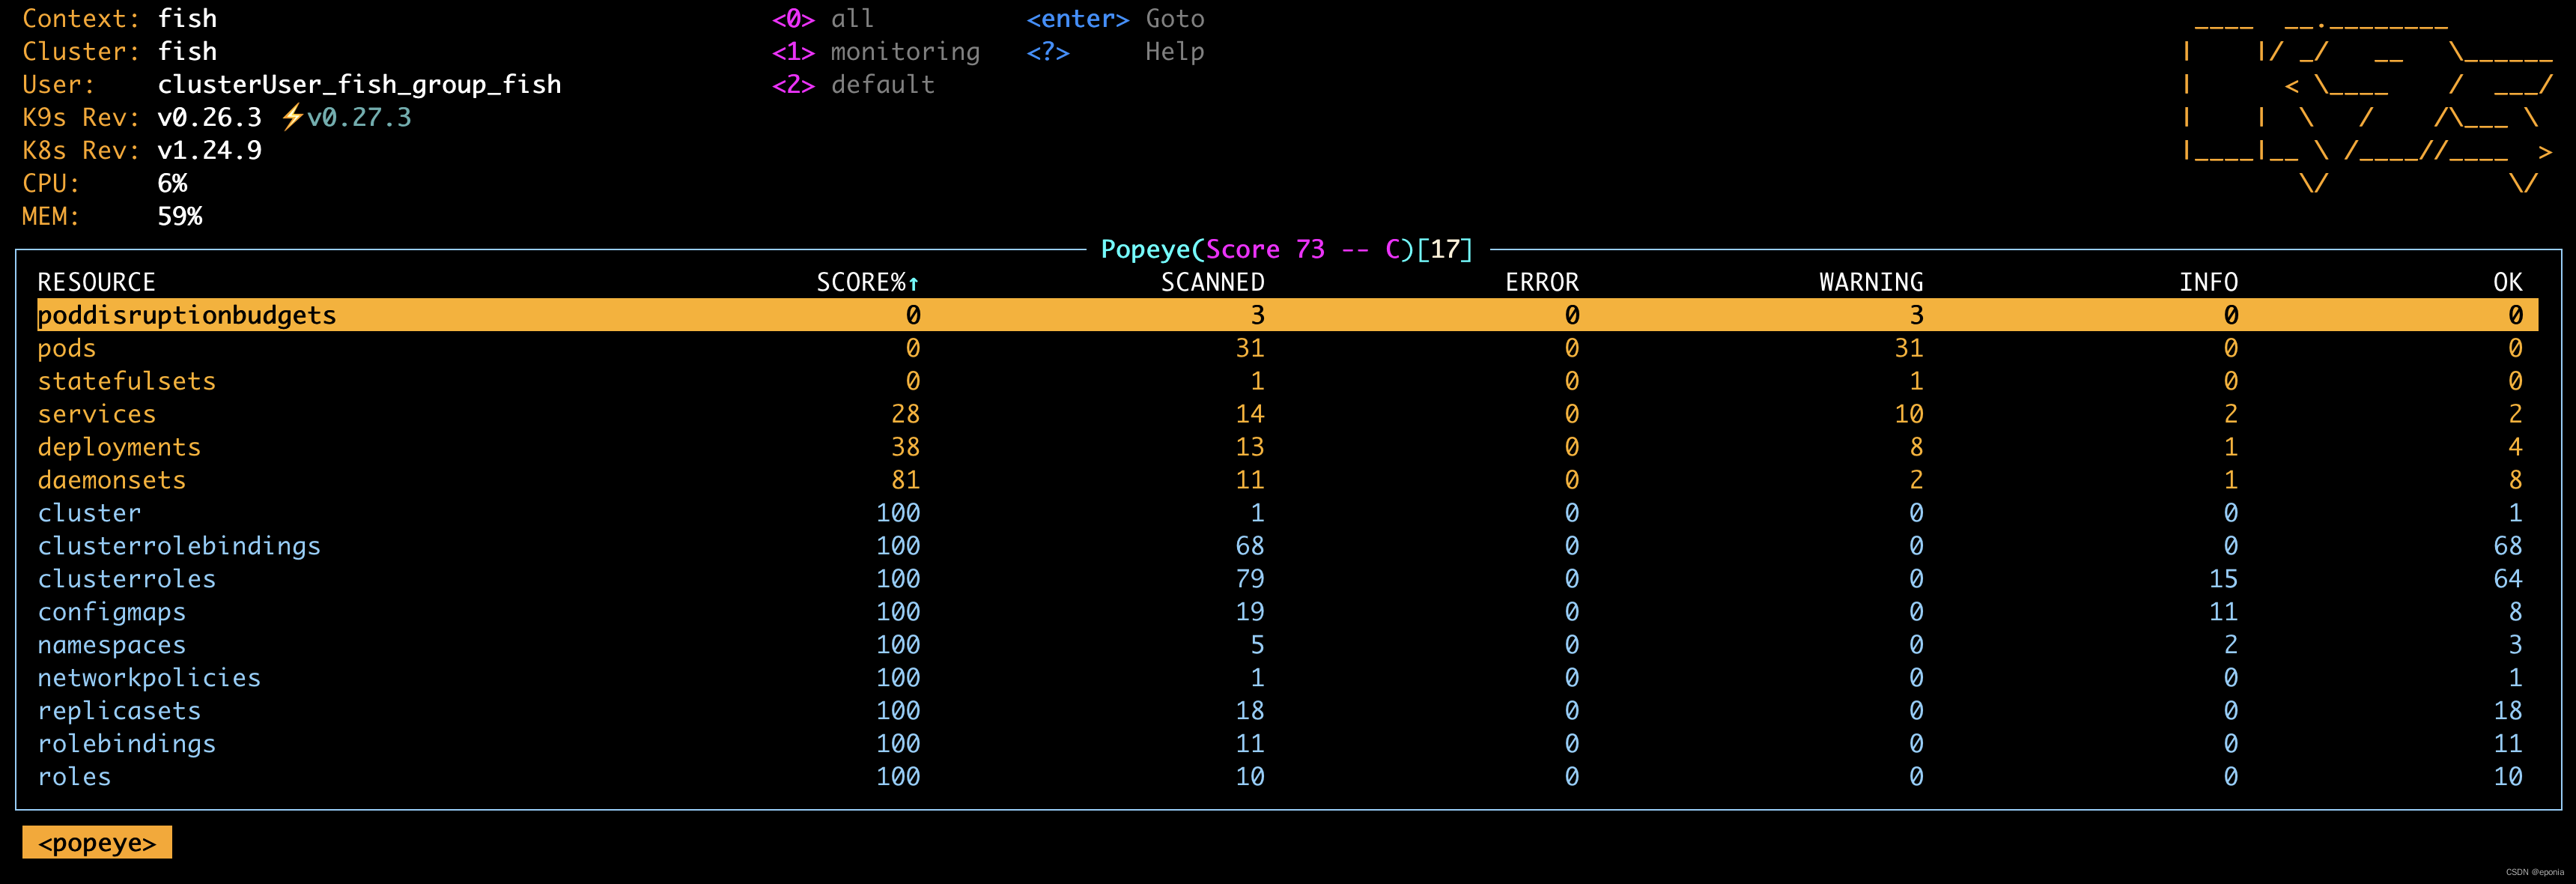 Context: fish <0> all <enter> Goto
Cluster: fish <1> monitoring <?> Help
User: clusterUser_fish_group_fish <2> default
K9s Rev: v0.26.3 ⚡v0.27.3
K8s Rev: v1.24.9
CPU: 6%
MEM: 59%
Popeye(Score 73 -- C)[17]
RESOURCE SCORE%↑ SCANNED ERROR WARNING INFO OK
poddisruptionbudgets 0 3 0 3 0 0
pods 0 31 0 31 0 0
statefulsets 0 1 0 1 0 0
services 28 14 0 10 2 2
deployments 38 13 0 8 1 4
daemonsets 81 11 0 2 1 8
cluster 100 1 0 0 0 1
clusterrolebindings 100 68 0 0 0 68
clusterroles 100 79 0 0 15 64
configmaps 100 19 0 0 11 8
namespaces 100 5 0 0 2 3
networkpolicies 100 1 0 0 0 1
replicasets 100 18 0 0 0 18
rolebindings 100 11 0 0 0 11
roles 100 10 0 0 0 10
<popeye>
CSDN @eponia